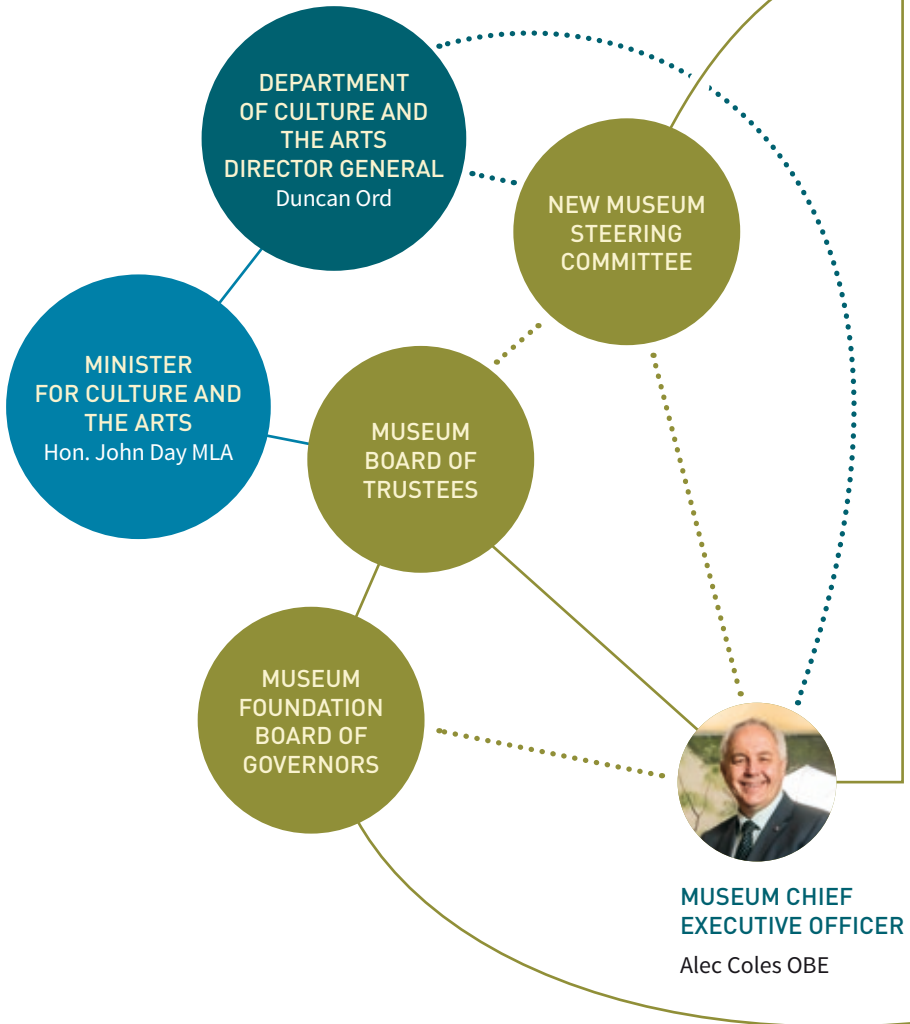 DEPARTMENT
OF CULTURE AND
THE ARTS
DIRECTOR GENERAL
Duncan Ord
NEW MUSEUM
STEERING
COMMITTEE
MINISTER
FOR CULTURE AND
THE ARTS
Hon. John Day MLA
MUSEUM
BOARD OF
TRUSTEES
MUSEUM
FOUNDATION
BOARD OF
GOVERNORS
MUSEUM CHIEF
EXECUTIVE OFFICER
Alec Coles OBE